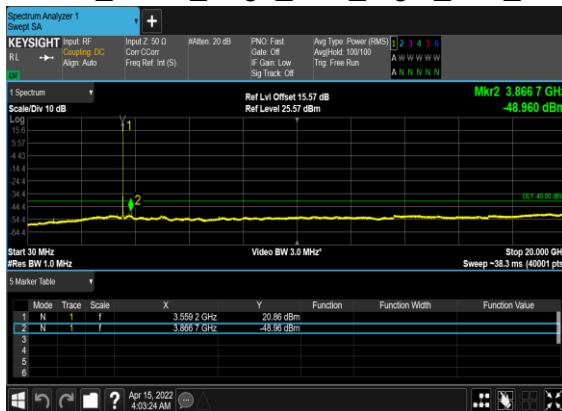 Spectrum Analyzer 1
Swept SA
KEYSIGHT
RL
Input: RF
Coupling: DC
Align: Auto
Input Z: 50 Ω
Corr CCorr
Freq Ref: Int (S)
#Atten: 20 dB
PNO: Fast
Gate: Off
IF Gain: Low
Sig Track: Off
Avg Type: Power (RMS)
Avg|Hold: 100/100
Trig: Free Run
1 2 3 4 5 6
A W W W W W
A N N N N N
1 Spectrum
Scale/Div 10 dB
Ref Lvl Offset 15.57 dB
Ref Level 25.57 dBm
Mkr2 3.866 7 GHz
-48.960 dBm
Log
15.6
5.57
-4.43
-14.4
-24.4
-34.4
-44.4
-54.4
-64.4
1
2
Start 30 MHz
#Res BW 1.0 MHz
Video BW 3.0 MHz*
Stop 20.000 GHz
Sweep ~38.3 ms (40001 pts)
5 Marker Table
Mode Trace Scale X Y Function Function Width Function Value
1 N 1 f 3.559 2 GHz 20.86 dBm
2 N 1 f 3.866 7 GHz -48.96 dBm
3
4
5
6
Apr 15, 2022
4:03:24 AM